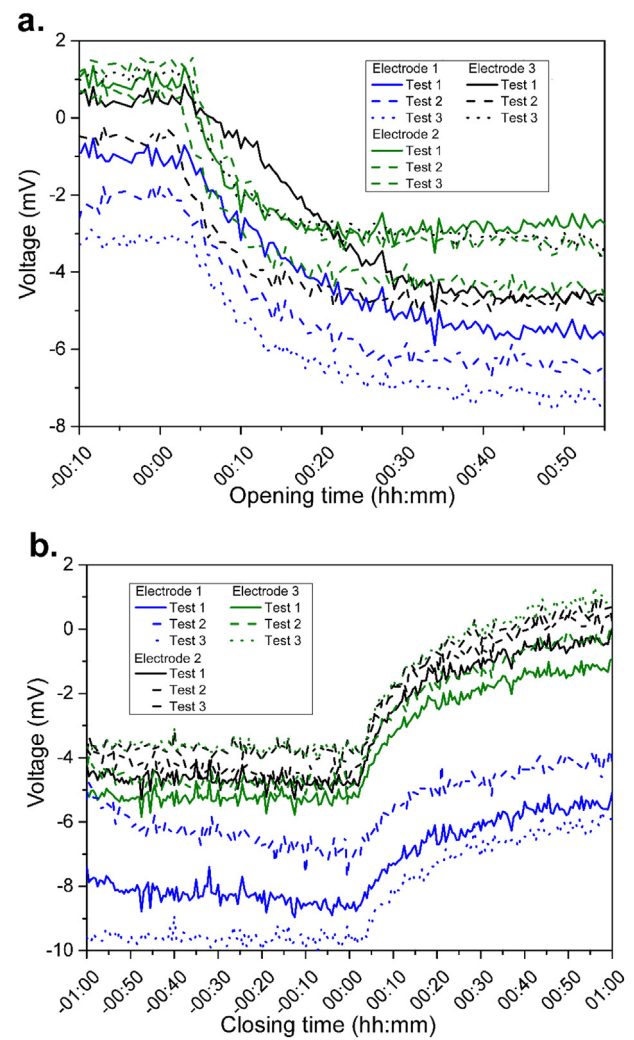 a.
2
0
-2
-4
-6
-8
Voltage (mV)
Electrode 1 Electrode 3
Test 1 Test 1
Test 2 Test 2
Test 3 Test 3
Electrode 2
Test 1
Test 2
Test 3
-00:10 00:00 00:10 00:20 00:30 00:40 00:50
Opening time (hh:mm)
b.
2
0
-2
-4
-6
-8
-10
Voltage (mV)
Electrode 1 Electrode 3
Test 1 Test 1
Test 2 Test 2
Test 3 Test 3
Electrode 2
Test 1
Test 2
Test 3
-01:00 -00:50 -00:40 -00:30 -00:20 -00:10 00:00 00:10 00:20 00:30 00:40 00:50 01:00
Closing time (hh:mm)